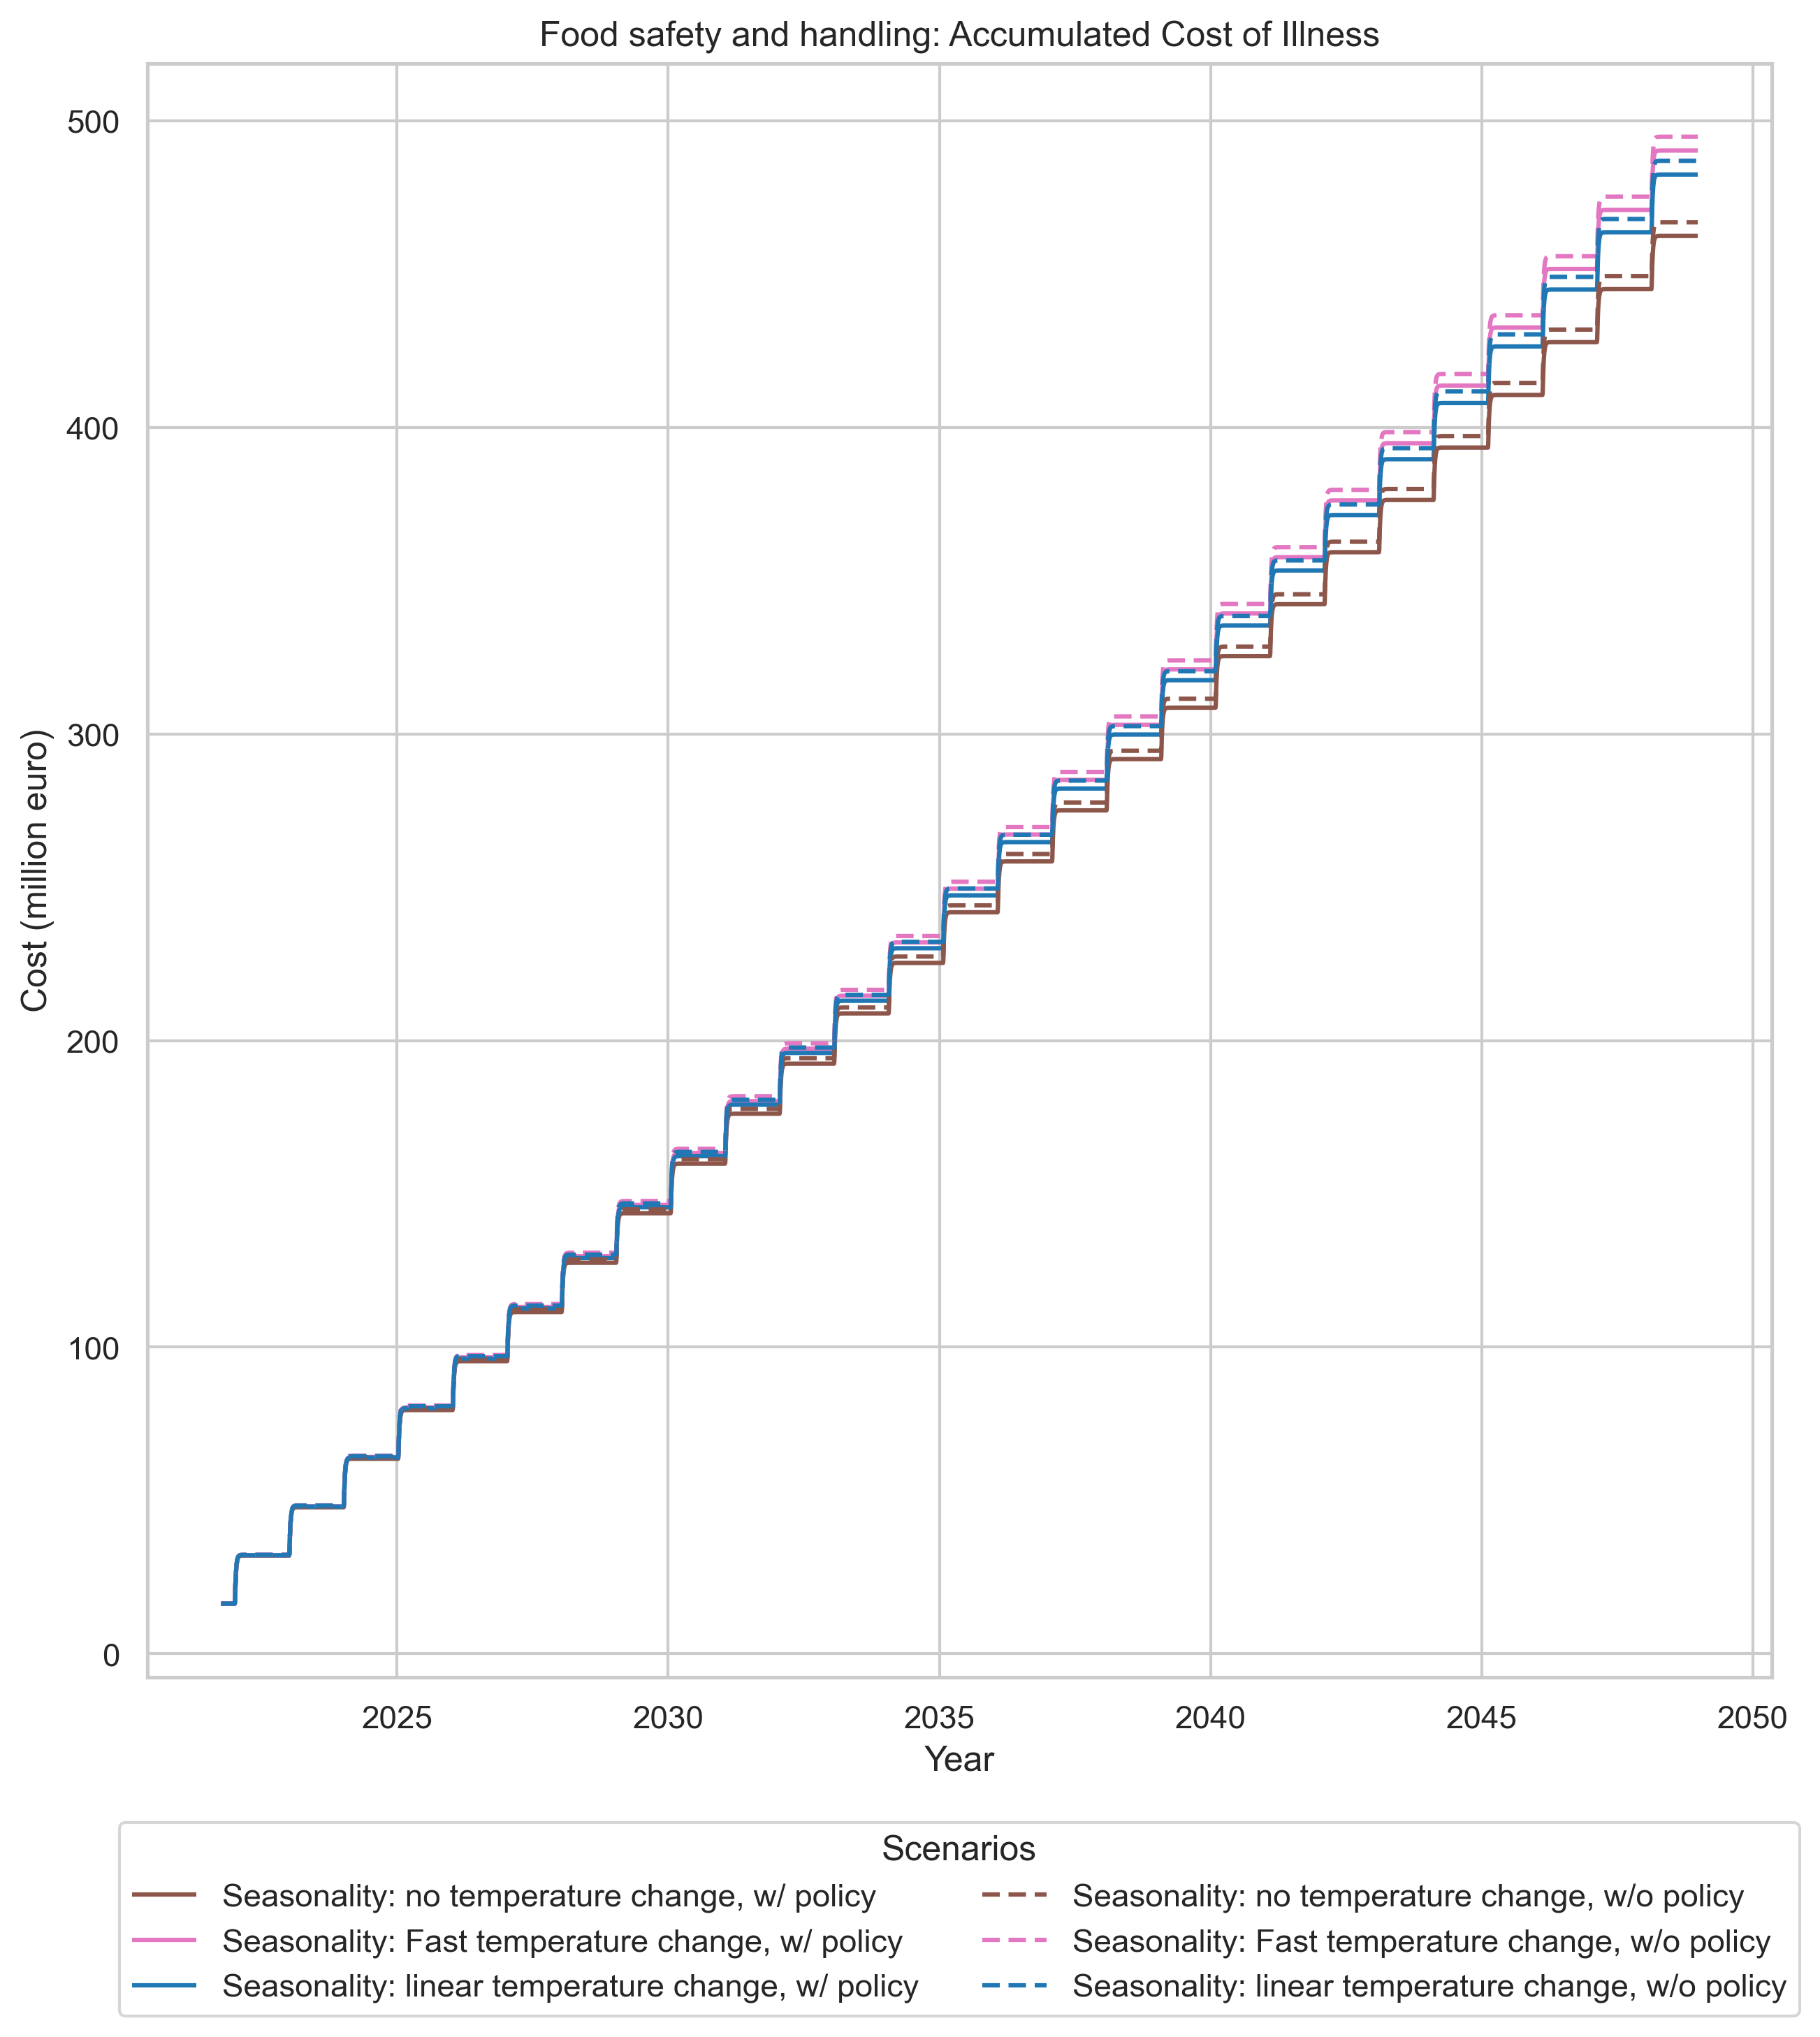 Food safety and handling: Accumulated Cost of Illness
500
400
300
200
100
0
Cost (million euro)
2025
2030
2035
2040
2045
2050
Year
Scenarios
Seasonality: no temperature change, w/ policy
Seasonality: Fast temperature change, w/ policy
Seasonality: linear temperature change, w/ policy
Seasonality: no temperature change, w/o policy
Seasonality: Fast temperature change, w/o policy
Seasonality: linear temperature change, w/o policy